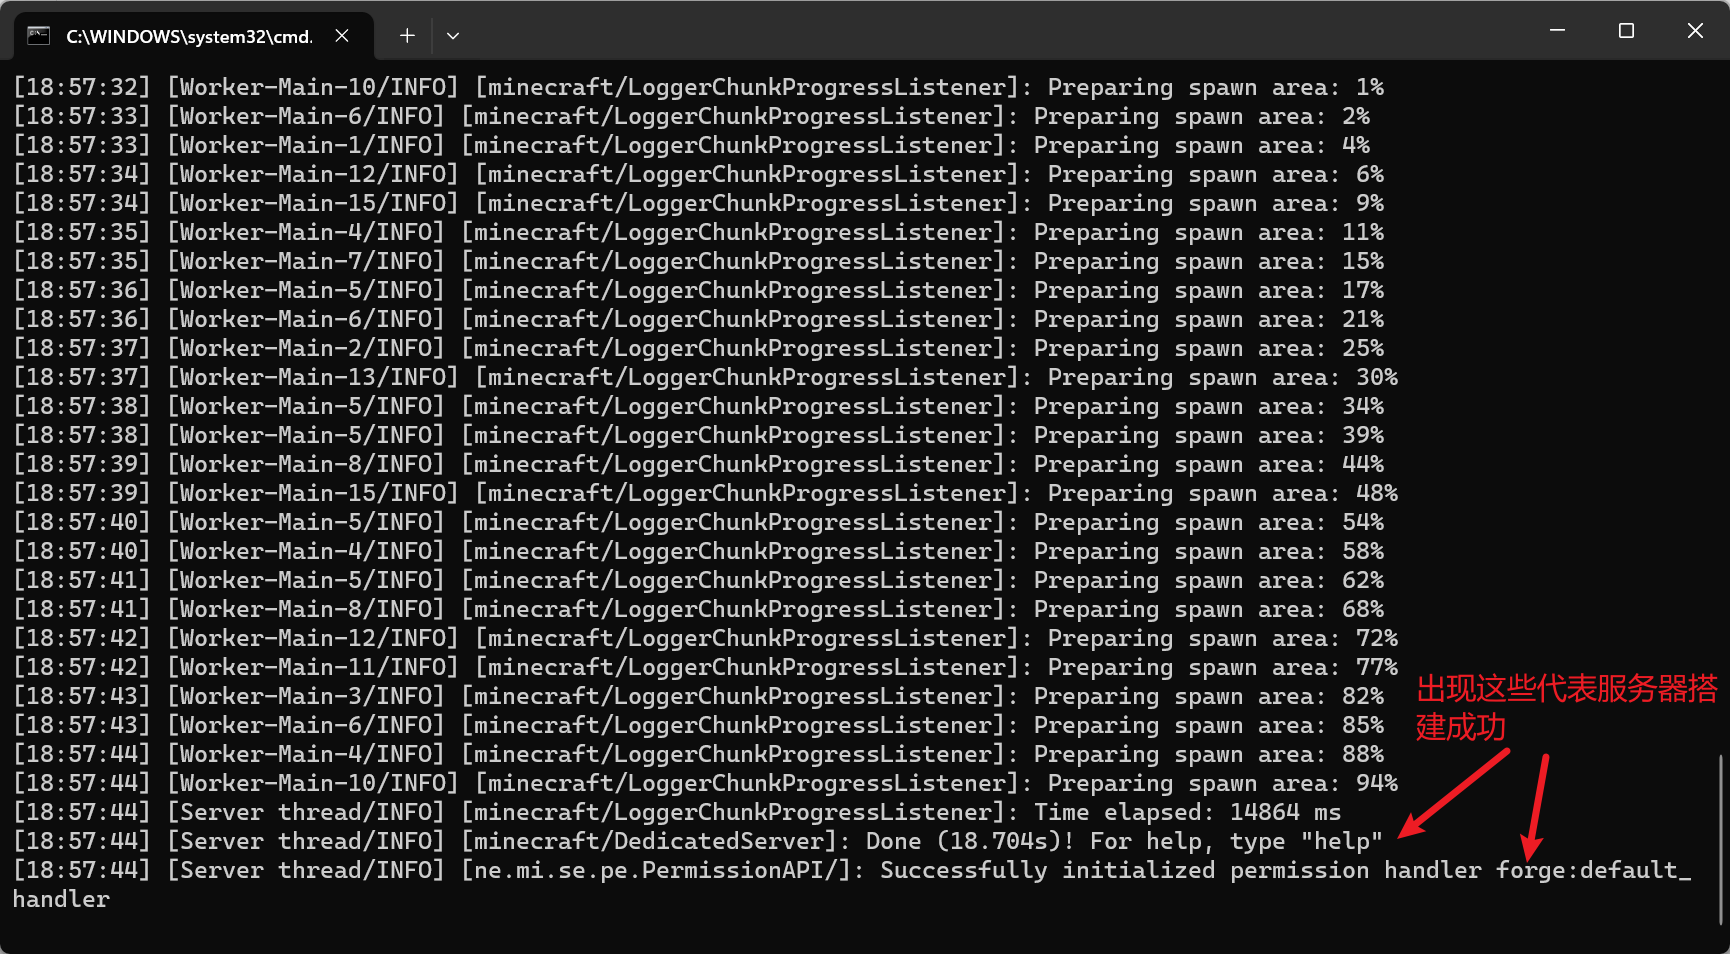 C:\WINDOWS\system32\cmd.
[18:57:32] [Worker-Main-10/INFO] [minecraft/LoggerChunkProgressListener]: Preparing spawn area: 1%
[18:57:33] [Worker-Main-6/INFO] [minecraft/LoggerChunkProgressListener]: Preparing spawn area: 2%
[18:57:33] [Worker-Main-1/INFO] [minecraft/LoggerChunkProgressListener]: Preparing spawn area: 4%
[18:57:34] [Worker-Main-12/INFO] [minecraft/LoggerChunkProgressListener]: Preparing spawn area: 6%
[18:57:34] [Worker-Main-15/INFO] [minecraft/LoggerChunkProgressListener]: Preparing spawn area: 9%
[18:57:35] [Worker-Main-4/INFO] [minecraft/LoggerChunkProgressListener]: Preparing spawn area: 11%
[18:57:35] [Worker-Main-7/INFO] [minecraft/LoggerChunkProgressListener]: Preparing spawn area: 15%
[18:57:36] [Worker-Main-5/INFO] [minecraft/LoggerChunkProgressListener]: Preparing spawn area: 17%
[18:57:36] [Worker-Main-6/INFO] [minecraft/LoggerChunkProgressListener]: Preparing spawn area: 21%
[18:57:37] [Worker-Main-2/INFO] [minecraft/LoggerChunkProgressListener]: Preparing spawn area: 25%
[18:57:37] [Worker-Main-13/INFO] [minecraft/LoggerChunkProgressListener]: Preparing spawn area: 30%
[18:57:38] [Worker-Main-5/INFO] [minecraft/LoggerChunkProgressListener]: Preparing spawn area: 34%
[18:57:38] [Worker-Main-5/INFO] [minecraft/LoggerChunkProgressListener]: Preparing spawn area: 39%
[18:57:39] [Worker-Main-8/INFO] [minecraft/LoggerChunkProgressListener]: Preparing spawn area: 44%
[18:57:39] [Worker-Main-15/INFO] [minecraft/LoggerChunkProgressListener]: Preparing spawn area: 48%
[18:57:40] [Worker-Main-5/INFO] [minecraft/LoggerChunkProgressListener]: Preparing spawn area: 54%
[18:57:40] [Worker-Main-4/INFO] [minecraft/LoggerChunkProgressListener]: Preparing spawn area: 58%
[18:57:41] [Worker-Main-5/INFO] [minecraft/LoggerChunkProgressListener]: Preparing spawn area: 62%
[18:57:41] [Worker-Main-8/INFO] [minecraft/LoggerChunkProgressListener]: Preparing spawn area: 68%
[18:57:42] [Worker-Main-12/INFO] [minecraft/LoggerChunkProgressListener]: Preparing spawn area: 72%
[18:57:42] [Worker-Main-11/INFO] [minecraft/LoggerChunkProgressListener]: Preparing spawn area: 77%
[18:57:43] [Worker-Main-3/INFO] [minecraft/LoggerChunkProgressListener]: Preparing spawn area: 82%
[18:57:43] [Worker-Main-6/INFO] [minecraft/LoggerChunkProgressListener]: Preparing spawn area: 85%
[18:57:44] [Worker-Main-4/INFO] [minecraft/LoggerChunkProgressListener]: Preparing spawn area: 88%
[18:57:44] [Worker-Main-10/INFO] [minecraft/LoggerChunkProgressListener]: Preparing spawn area: 94%
[18:57:44] [Server thread/INFO] [minecraft/LoggerChunkProgressListener]: Time elapsed: 14864 ms
[18:57:44] [Server thread/INFO] [minecraft/DedicatedServer]: Done (18.704s)! For help, type "help"
[18:57:44] [Server thread/INFO] [ne.mi.se.pe.PermissionAPI/]: Successfully initialized permission handler forge:default_
handler
出现这些代表服务器搭
建成功